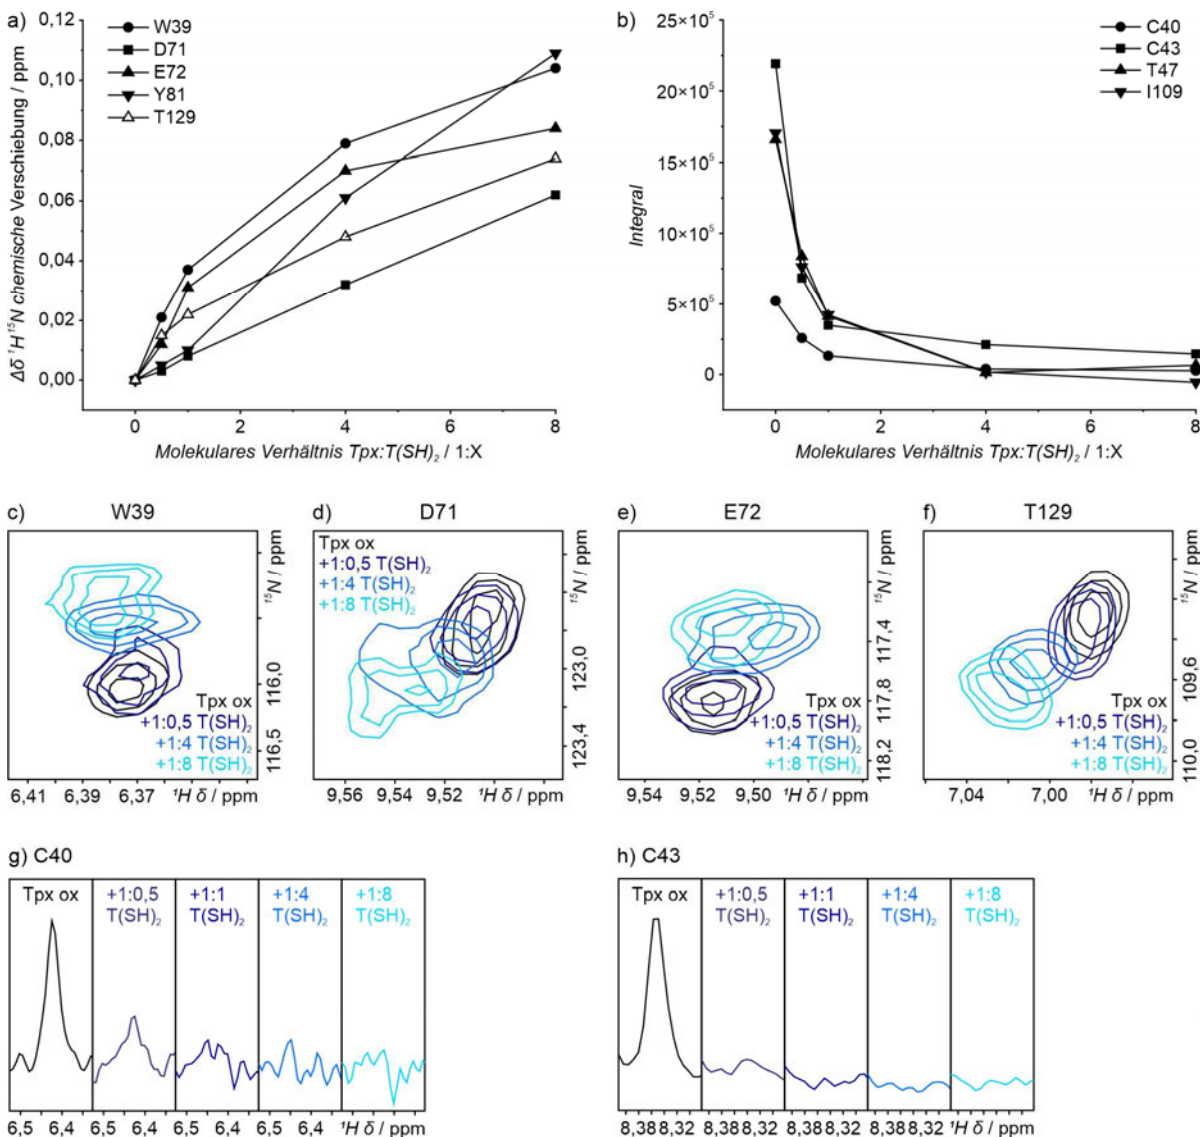 a)
0,12
0,10
0,08
0,06
0,04
0,02
0,00
Δδ ¹H¹⁵N chemische Verschiebung / ppm
W39
D71
E72
Y81
T129
0 2 4 6 8
Molekulares Verhältnis Tpx:T(SH)₂ / 1:X
b)
25×10⁵
20×10⁵
15×10⁵
10×10⁵
5×10⁵
0
Integral
C40
C43
T47
I109
0 2 4 6 8
Molekulares Verhältnis Tpx:T(SH)₂ / 1:X
c) W39
¹⁵N / ppm
116,0
116,5
Tpx ox
+1:0,5 T(SH)₂
+1:4 T(SH)₂
+1:8 T(SH)₂
6,41 6,39 6,37 ¹H δ / ppm
d) D71
Tpx ox
+1:0,5 T(SH)₂
+1:4 T(SH)₂
+1:8 T(SH)₂
¹⁵N / ppm
123,0
123,4
9,56 9,54 9,52 ¹H δ / ppm
e) E72
¹⁵N / ppm
117,4
117,8
118,2
Tpx ox
+1:0,5 T(SH)₂
+1:4 T(SH)₂
+1:8 T(SH)₂
9,54 9,52 9,50 ¹H δ / ppm
f) T129
¹⁵N / ppm
109,6
110,0
Tpx ox
+1:0,5 T(SH)₂
+1:4 T(SH)₂
+1:8 T(SH)₂
7,04 7,00 ¹H δ / ppm
g) C40
Tpx ox +1:0,5 +1:1 +1:4 +1:8
T(SH)₂ T(SH)₂ T(SH)₂ T(SH)₂
6,5 6,4 6,5 6,4 6,5 6,4 6,5 6,4 ¹H δ / ppm
h) C43
Tpx ox +1:0,5 +1:1 +1:4 +1:8
T(SH)₂ T(SH)₂ T(SH)₂ T(SH)₂
8,38 8,32 8,38 8,32 8,38 8,32 8,38 8,32 ¹H δ / ppm